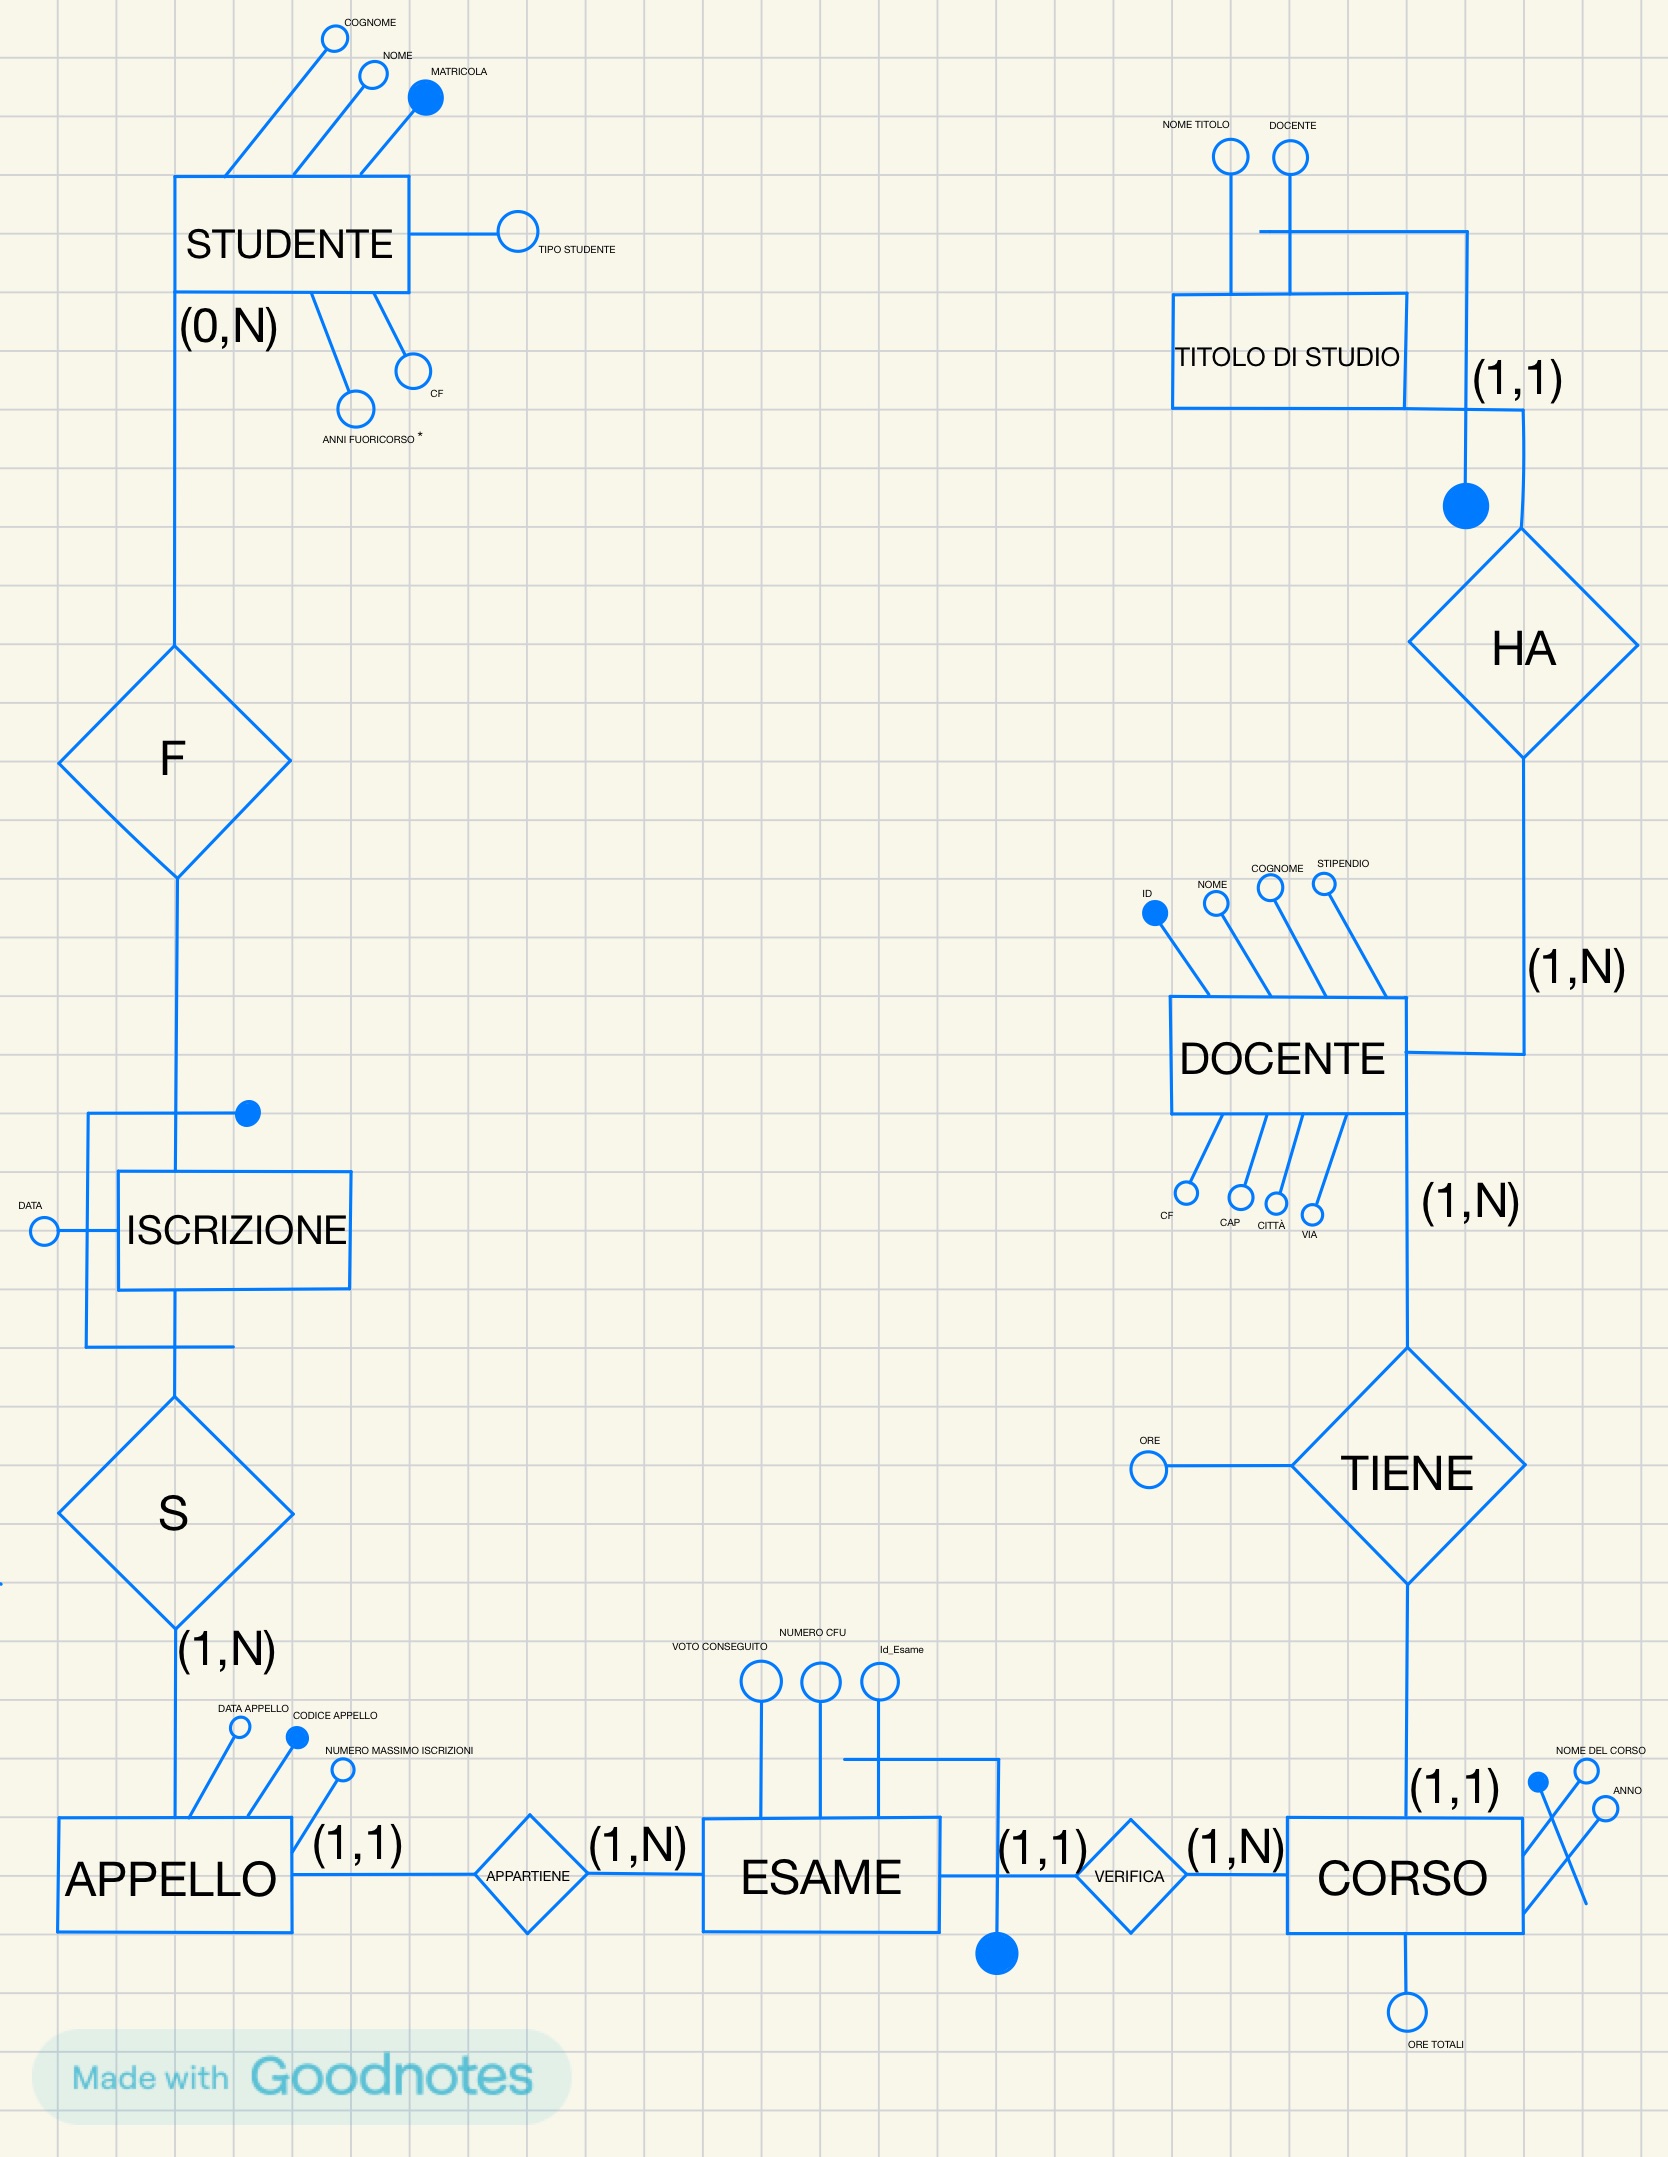 COGNOME
NOME
MATRICOLA
STUDENTE
TIPO STUDENTE
(0,N)
CF
ANNI FUORICORSO *
NOME TITOLO
DOCENTE
TITOLO DI STUDIO
(1,1)
HA
F
(1,N)
ID
NOME
COGNOME
STIPENDIO
DOCENTE
CF
CAP
CITTÀ
VIA
(1,N)
DATA
ISCRIZIONE
ORE
TIENE
S
(1,N)
DATA APPELLO
CODICE APPELLO
NUMERO MASSIMO ISCRIZIONI
APPELLO
(1,1)
APPARTIENE
(1,N)
VOTO CONSEGUITO
NUMERO CFU
Id_Esame
ESAME
(1,1)
VERIFICA
(1,N)
(1,1)
NOME DEL CORSO
ANNO
CORSO
ORE TOTALI
Made with Goodnotes